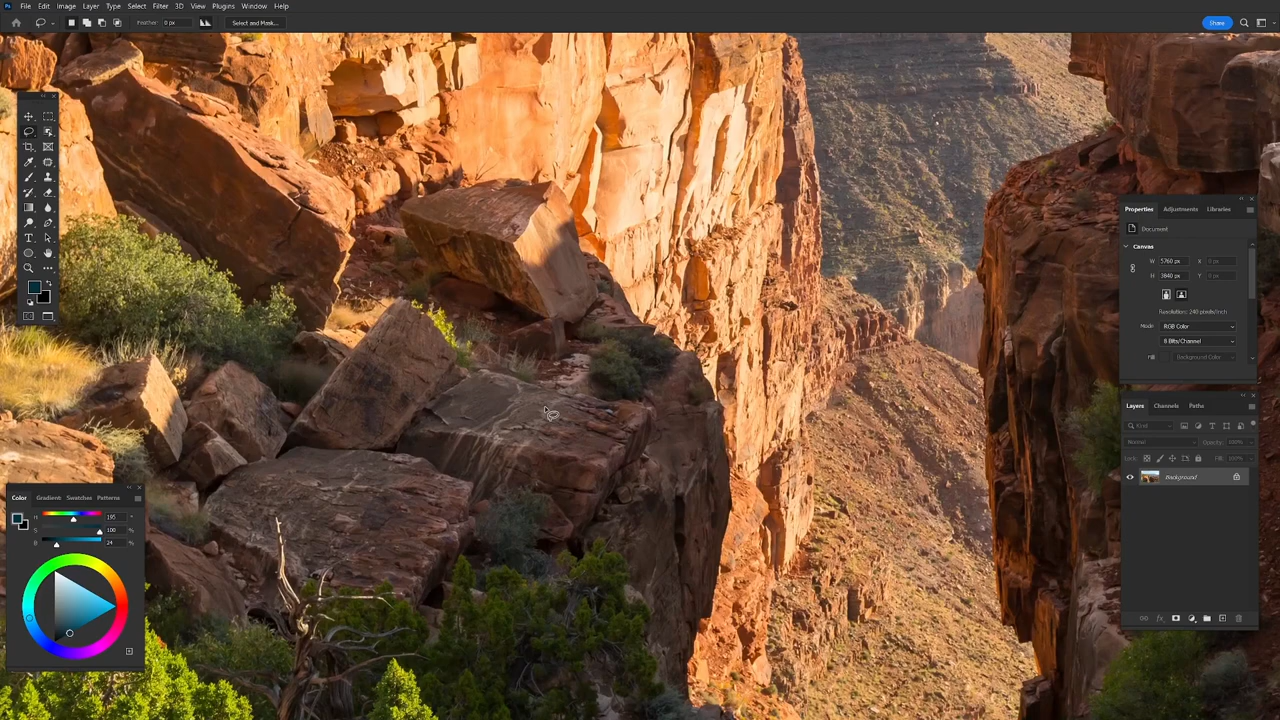 Ps File Edit Image Layer Type Select Filter 3D View Plugins Window Help
Feather: 0 px Select and Mask... Share
Properties Adjustments Libraries
Document
Canvas
W 5760 px X 0 px
H 3840 px Y 0 px
Resolution: 240 pixels/inch
Mode RGB Color
8 Bits/Channel
Fill Background Color
Layers Channels Paths
Kind
Normal Opacity: 100%
Lock: Fill: 100%
Background
fx
Color Gradient Swatches Patterns
H 195 °
S 100 %
B 24 %